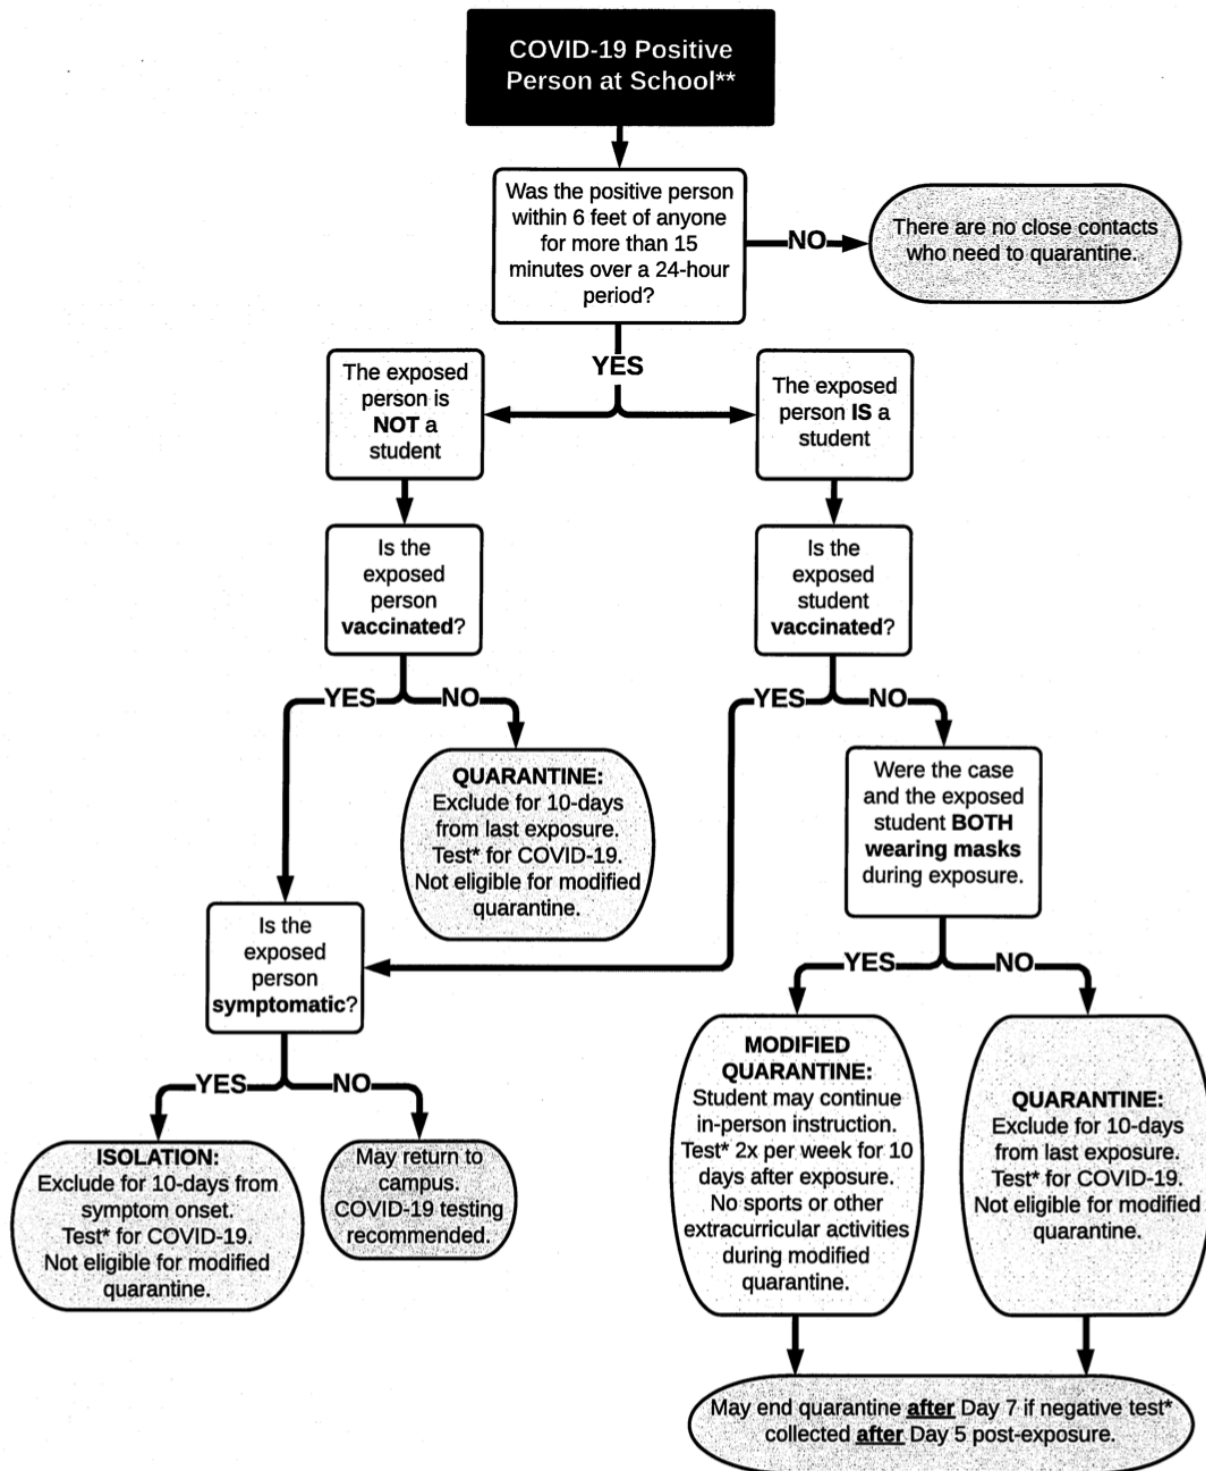 COVID-19 Positive
Person at School**
Was the positive person
within 6 feet of anyone
for more than 15
minutes over a 24-hour
period?
NO
There are no close contacts
who need to quarantine.
YES
The exposed
person is
NOT a
student
The exposed
person IS a
student
Is the
exposed
person
vaccinated?
Is the
exposed
student
vaccinated?
YES
NO
YES
NO
QUARANTINE:
Exclude for 10-days
from last exposure.
Test* for COVID-19.
Not eligible for modified
quarantine.
Were the case
and the exposed
student BOTH
wearing masks
during exposure.
Is the
exposed
person
symptomatic?
YES
NO
YES
NO
ISOLATION:
Exclude for 10-days from
symptom onset.
Test* for COVID-19.
Not eligible for modified
quarantine.
May return to
campus.
COVID-19 testing
recommended.
MODIFIED
QUARANTINE:
Student may continue
in-person instruction.
Test* 2x per week for 10
days after exposure.
No sports or other
extracurricular activities
during modified
quarantine.
QUARANTINE:
Exclude for 10-days
from last exposure.
Test* for COVID-19.
Not eligible for modified
quarantine.
May end quarantine after Day 7 if negative test*
collected after Day 5 post-exposure.